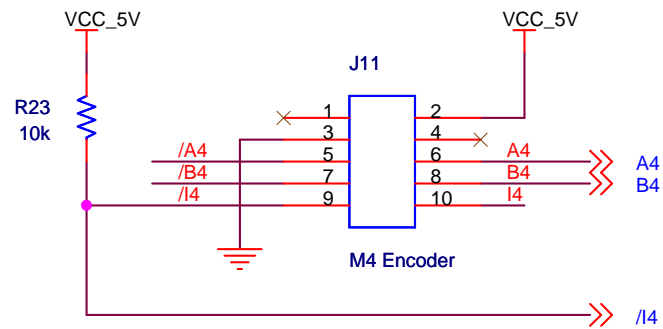 VCC_5V VCC_5V
J11
R23
10k
1 2
3 4
/A4 5 6 A4 A4
/B4 7 8 B4 B4
/I4 9 10 I4
M4 Encoder
/I4